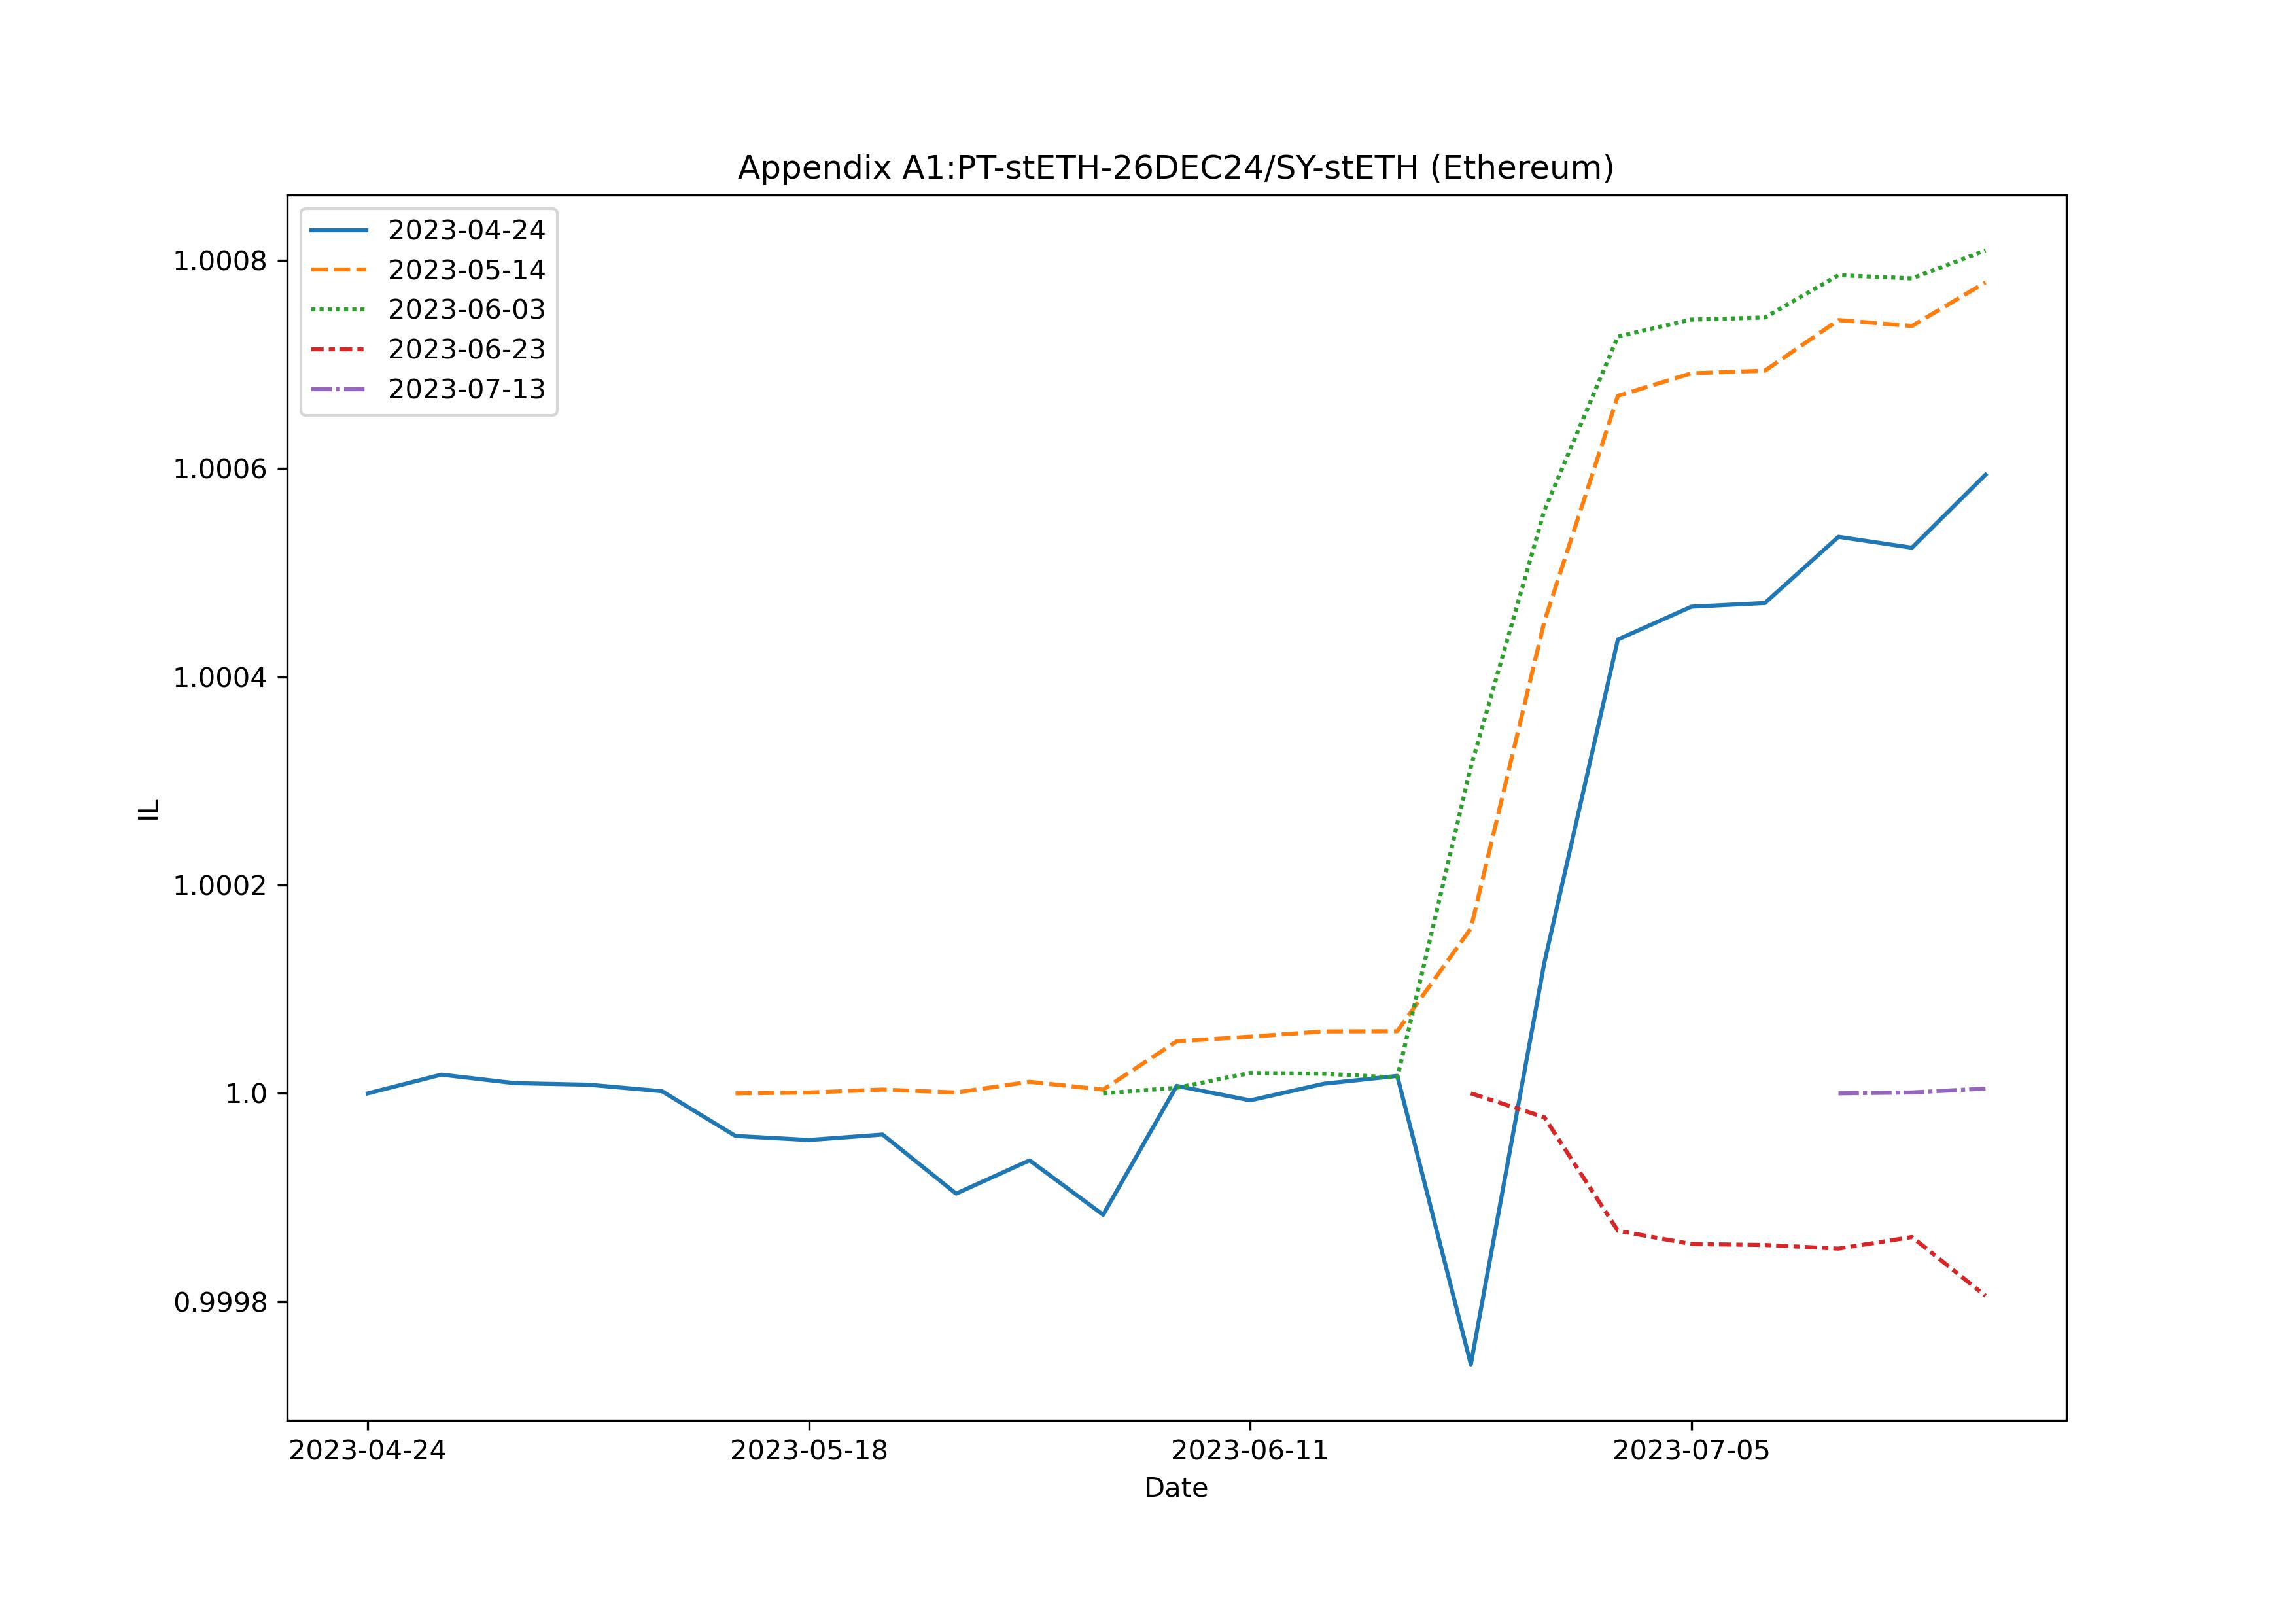 Appendix A1:PT-stETH-26DEC24/SY-stETH (Ethereum)
2023-04-24
2023-05-14
2023-06-03
2023-06-23
2023-07-13
1.0008
1.0006
1.0004
1.0002
1.0
0.9998
IL
2023-04-24 2023-05-18 2023-06-11 2023-07-05
Date